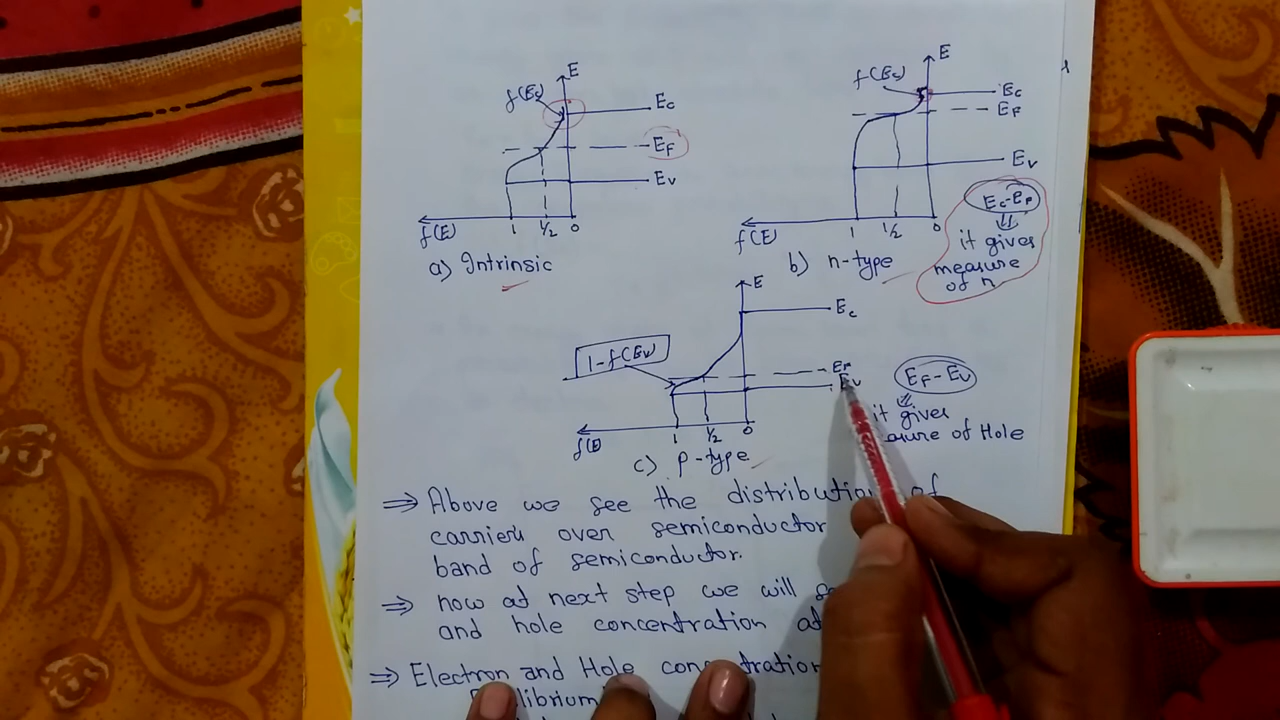 E
f(Ec)
Ec
EF
Ev
f(E) 1 1/2 0
a) Intrinsic
E
f(Ec)
Ec
EF
Ev
f(E) 1 1/2 0
b) n-type
Ec-EF
⇓
it gives
measure
of n
E
Ec
1-f(Ev)
EF
Ev
f(E) 1 1/2 0
c) p-type
EF-Ev
⇓
it gives
of Hole
⇒ Above we see the distribution of
carriers over semiconductor
band of semiconductor.
⇒ now at next step we will
and hole concentration at
⇒ Electron and Hole